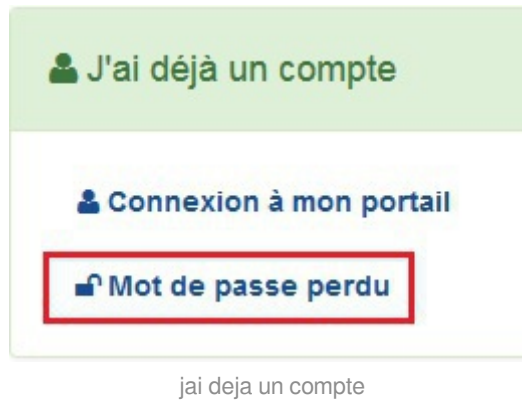 J'ai déjà un compte
Connexion à mon portail
Mot de passe perdu
jai deja un compte